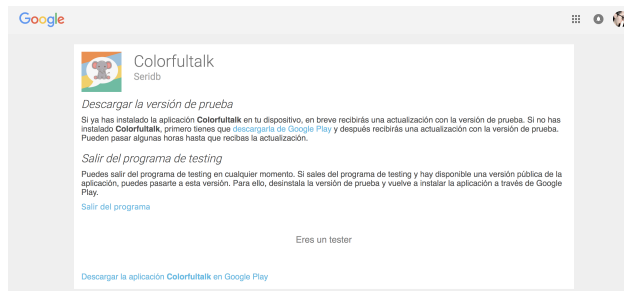 Google
Colorfultalk
Seridb
Descargar la versión de prueba
Si ya has instalado la aplicación Colorfultalk en tu dispositivo, en breve recibirás una actualización con la versión de prueba. Si no has
instalado Colorfultalk, primero tienes que descargarla de Google Play y después recibirás una actualización con la versión de prueba.
Pueden pasar algunas horas hasta que recibas la actualización.
Salir del programa de testing
Puedes salir del programa de testing en cualquier momento. Si sales del programa de testing y hay disponible una versión pública de la
aplicación, puedes pasarte a esta versión. Para ello, desinstala la versión de prueba y vuelve a instalar la aplicación a través de Google
Play.
Salir del programa
Eres un tester
Descargar la aplicación Colorfultalk en Google Play